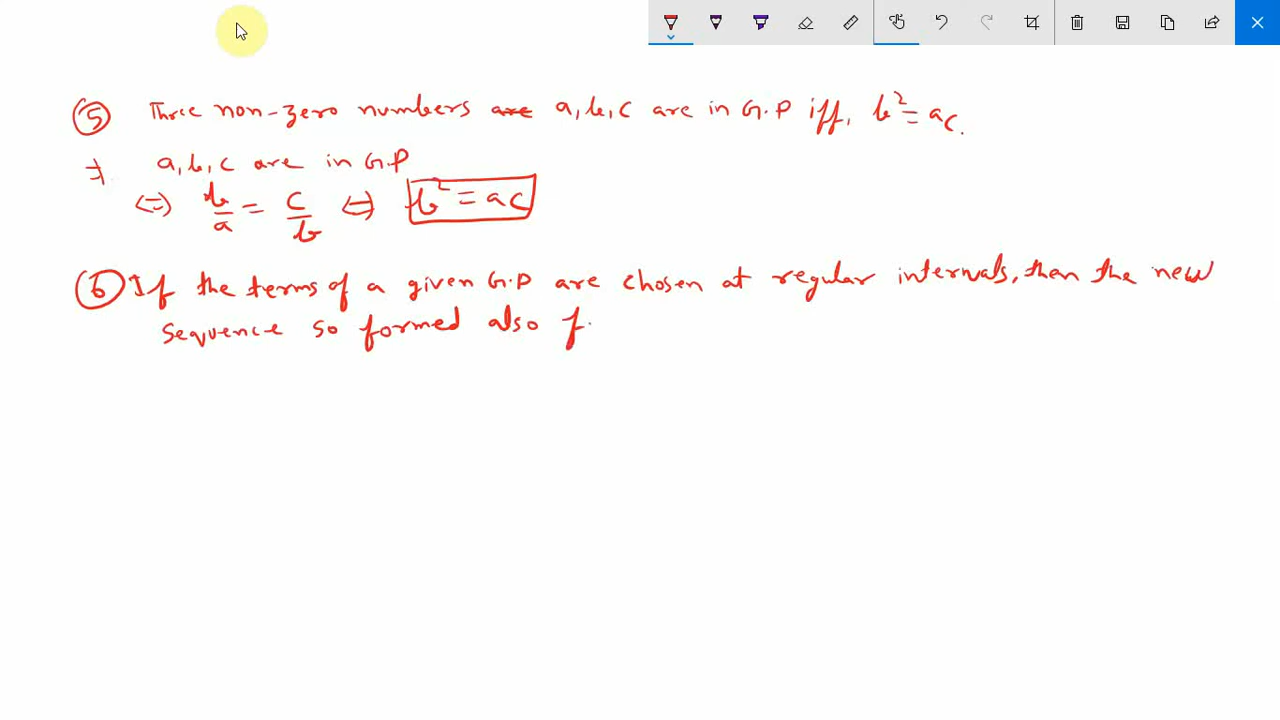 ⑤ Three non-zero numbers are a, b, c are in G.P iff, b² = ac.
⇒ a, b, c are in G.P
⇔ b/a = c/b ⇔ b² = ac
⑥ If the terms of a given G.P are chosen at regular intervals, then the new
sequence so formed also f